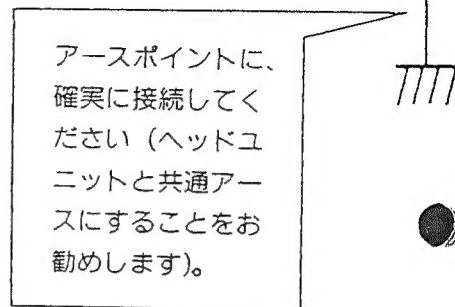 アースポイントに、
確実に接続してく
ださい（ヘッドユ
ニットと共通アー
スにすることをお
勧めします)。